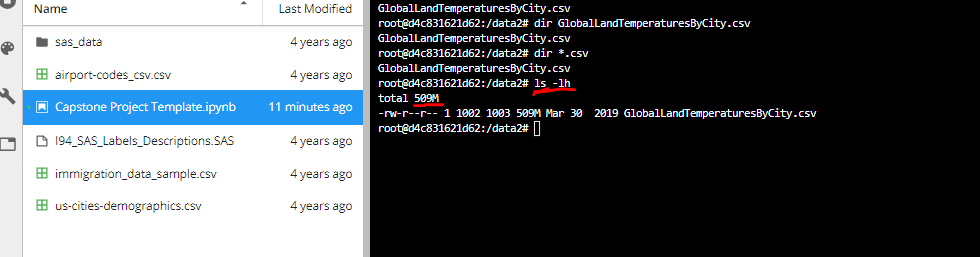 Name
Last Modified
sas_data
4 years ago
airport-codes_csv.csv
4 years ago
Capstone Project Template.ipynb
11 minutes ago
I94_SAS_Labels_Descriptions.SAS
4 years ago
immigration_data_sample.csv
4 years ago
us-cities-demographics.csv
4 years ago
GlobalLandTemperaturesByCity.csv
root@d4c831621d62:/data2# dir GlobalLandTemperaturesByCity.csv
GlobalLandTemperaturesByCity.csv
root@d4c831621d62:/data2# dir *.csv
GlobalLandTemperaturesByCity.csv
root@d4c831621d62:/data2# ls -lh
total 509M
-rw-r--r-- 1 1002 1003 509M Mar 30  2019 GlobalLandTemperaturesByCity.csv
root@d4c831621d62:/data2#